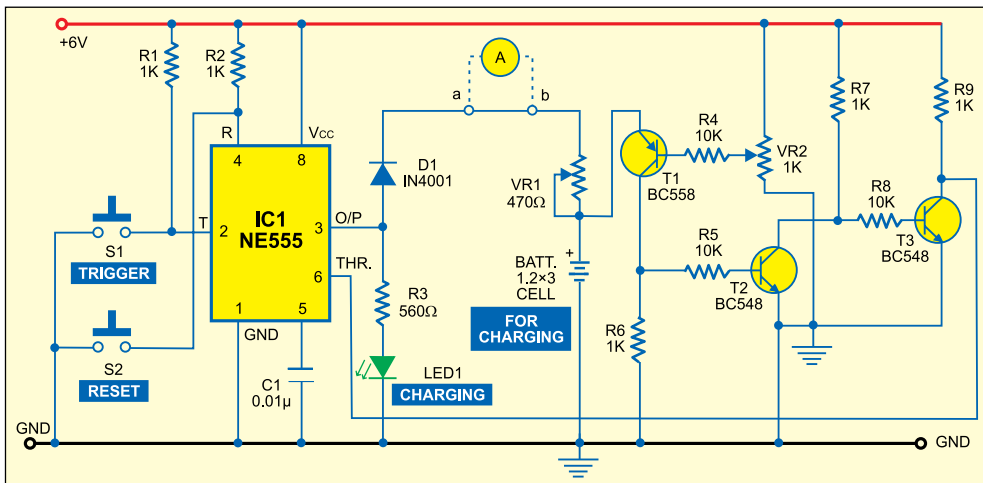 +6V
R1
1K
R2
1K
R
VCC
4
8
IC1
NE555
T
2
3
O/P
6
THR.
1
5
GND
S1
TRIGGER
S2
RESET
C1
0.01µ
D1
IN4001
R3
560Ω
LED1
CHARGING
A
a
b
VR1
470Ω
BATT.
1.2×3
CELL
+
FOR
CHARGING
T1
BC558
R4
10K
VR2
1K
R5
10K
R6
1K
T2
BC548
R7
1K
R8
10K
R9
1K
T3
BC548
GND
GND